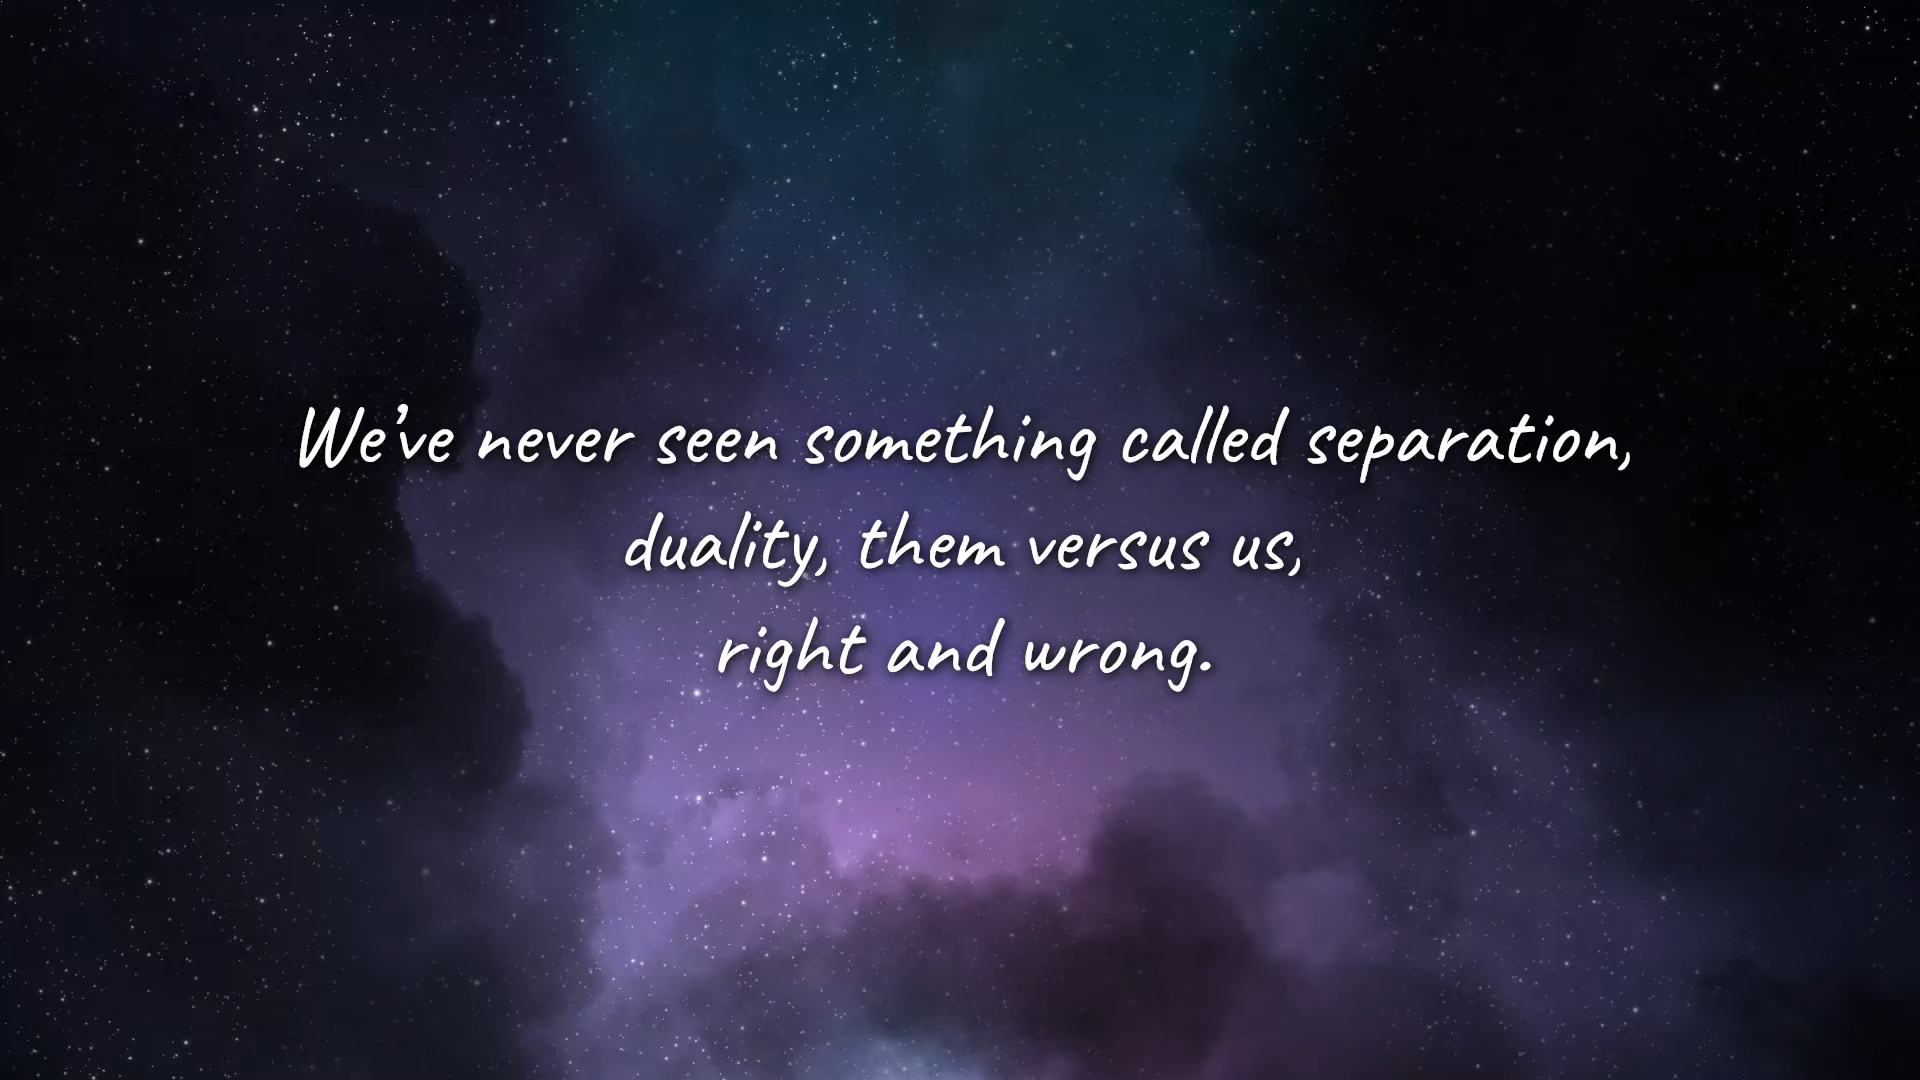 We've never seen something called separation,
duality, them versus us,
right and wrong.